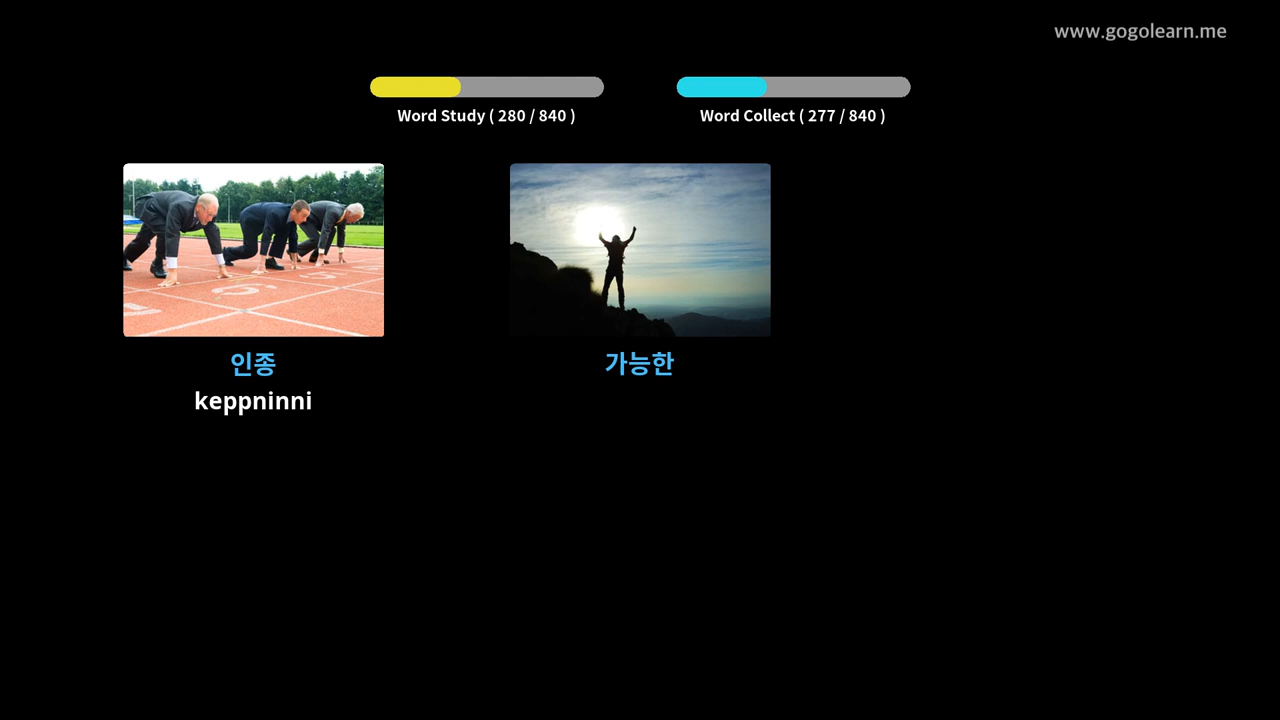 www.gogolearn.me
Word Study ( 280 / 840 )
Word Collect ( 277 / 840 )
인종
keppninni
가능한